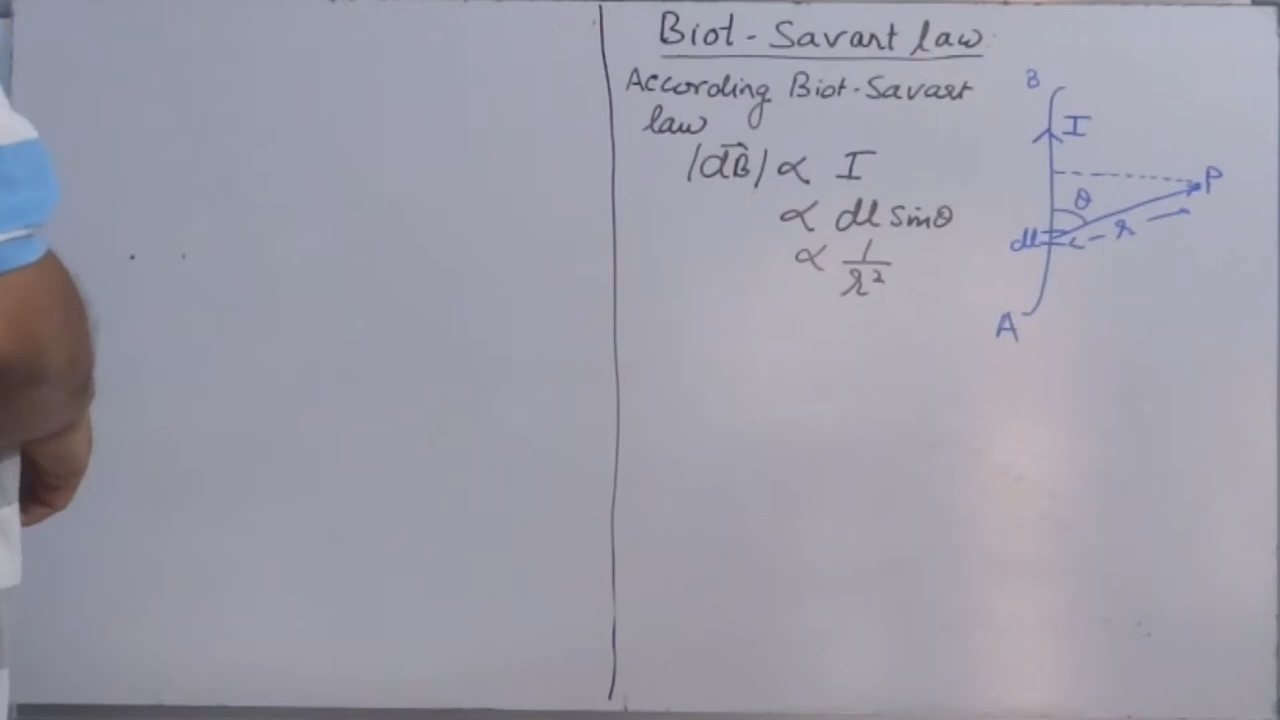 Biot - Savart law
According Biot-Savart
law
|dB⃗| ∝ I
∝ dl sinθ
∝ 1/r²
B
I
P
θ
dl
r
A